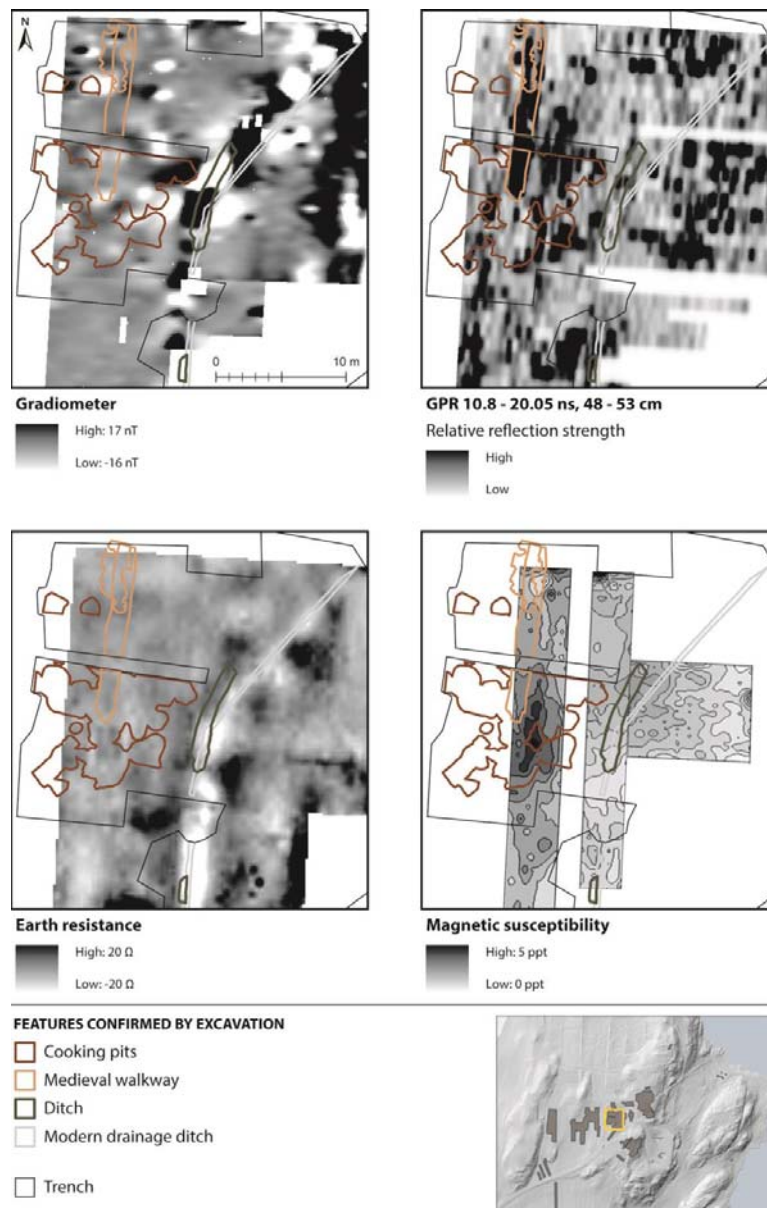 N
0
10 m
Gradiometer
High: 17 nT
Low: -16 nT
GPR 10.8 - 20.05 ns, 48 - 53 cm
Relative reflection strength
High
Low
Earth resistance
High: 20 Ω
Low: -20 Ω
Magnetic susceptibility
High: 5 ppt
Low: 0 ppt
FEATURES CONFIRMED BY EXCAVATION
Cooking pits
Medieval walkway
Ditch
Modern drainage ditch
Trench